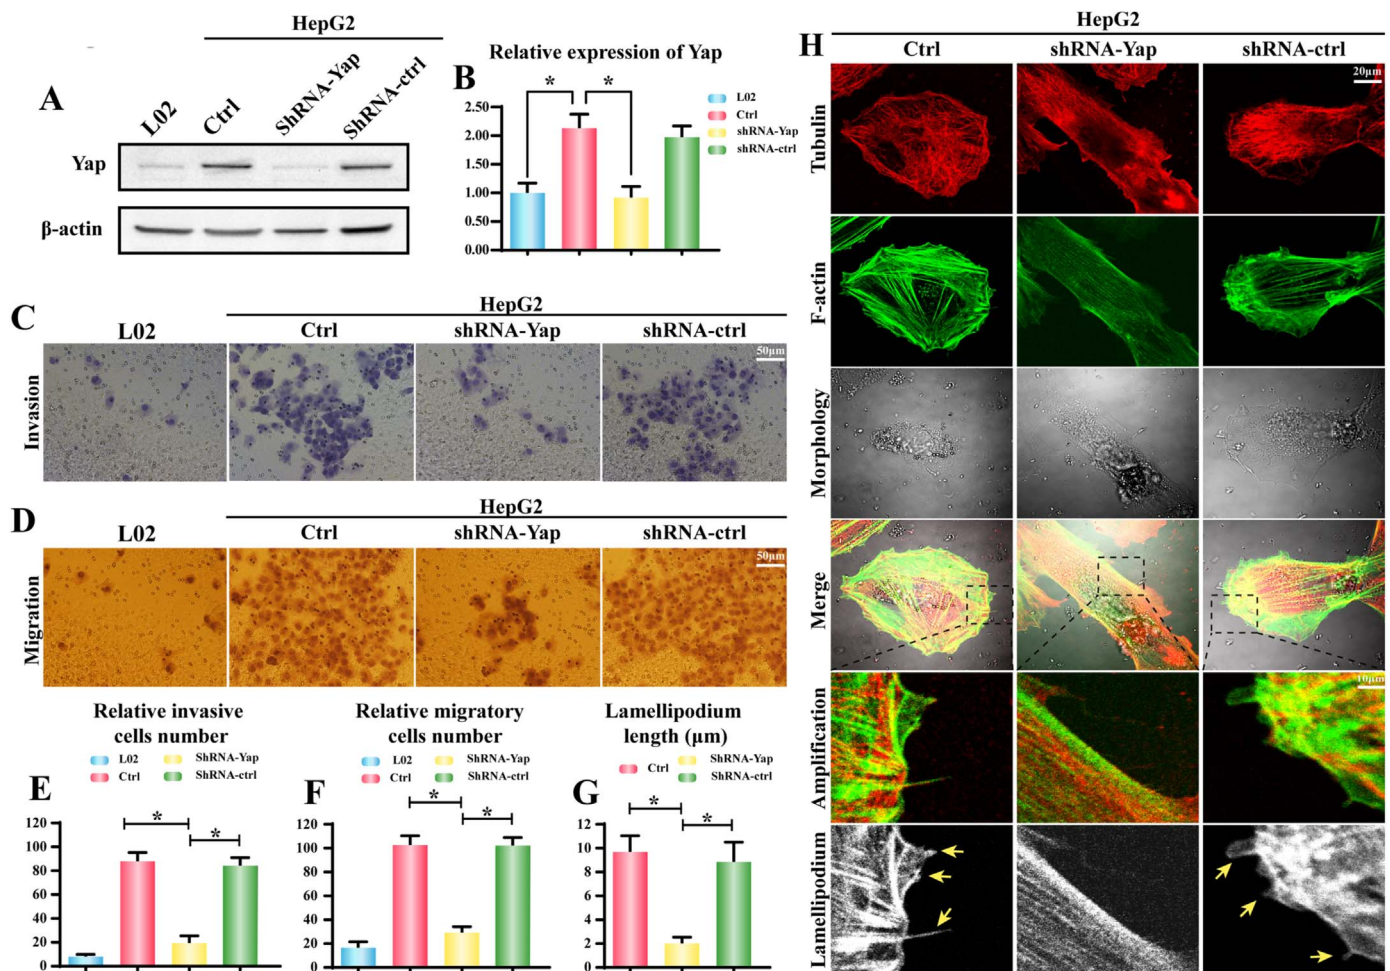 HepG2
A
L02
Ctrl
ShRNA-Yap
ShRNA-ctrl
Yap
β-actin
B
Relative expression of Yap
*
*
2.50
2.00
1.50
1.00
0.50
0.00
L02
Ctrl
shRNA-Yap
shRNA-ctrl
C
HepG2
L02
Ctrl
shRNA-Yap
shRNA-ctrl
Invasion
50μm
D
HepG2
L02
Ctrl
shRNA-Yap
shRNA-ctrl
Migration
50μm
E
Relative invasive
cells number
L02
ShRNA-Yap
Ctrl
ShRNA-ctrl
*
*
120
100
80
60
40
20
0
F
Relative migratory
cells number
L02
ShRNA-Yap
Ctrl
ShRNA-ctrl
*
*
120
100
80
60
40
20
0
G
Lamellipodium
length (μm)
Ctrl
ShRNA-Yap
ShRNA-ctrl
*
*
12
10
8
6
4
2
0
H
HepG2
Ctrl
shRNA-Yap
shRNA-ctrl
Tubulin
20μm
F-actin
Morphology
Merge
Amplification
10μm
Lamellipodium